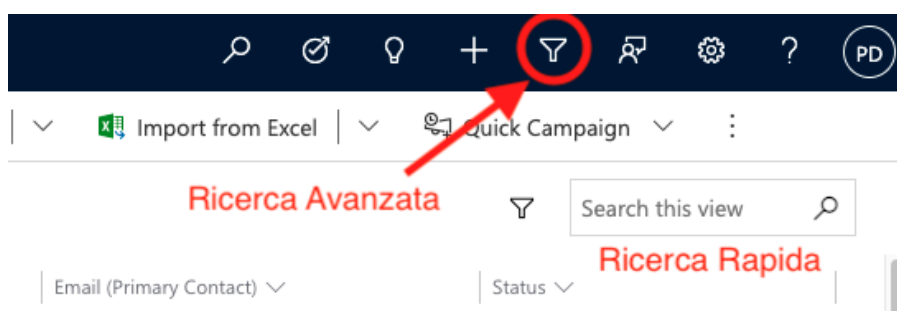 PD
Import from Excel Quick Campaign
Ricerca Avanzata
Search this view
Ricerca Rapida
Email (Primary Contact) Status